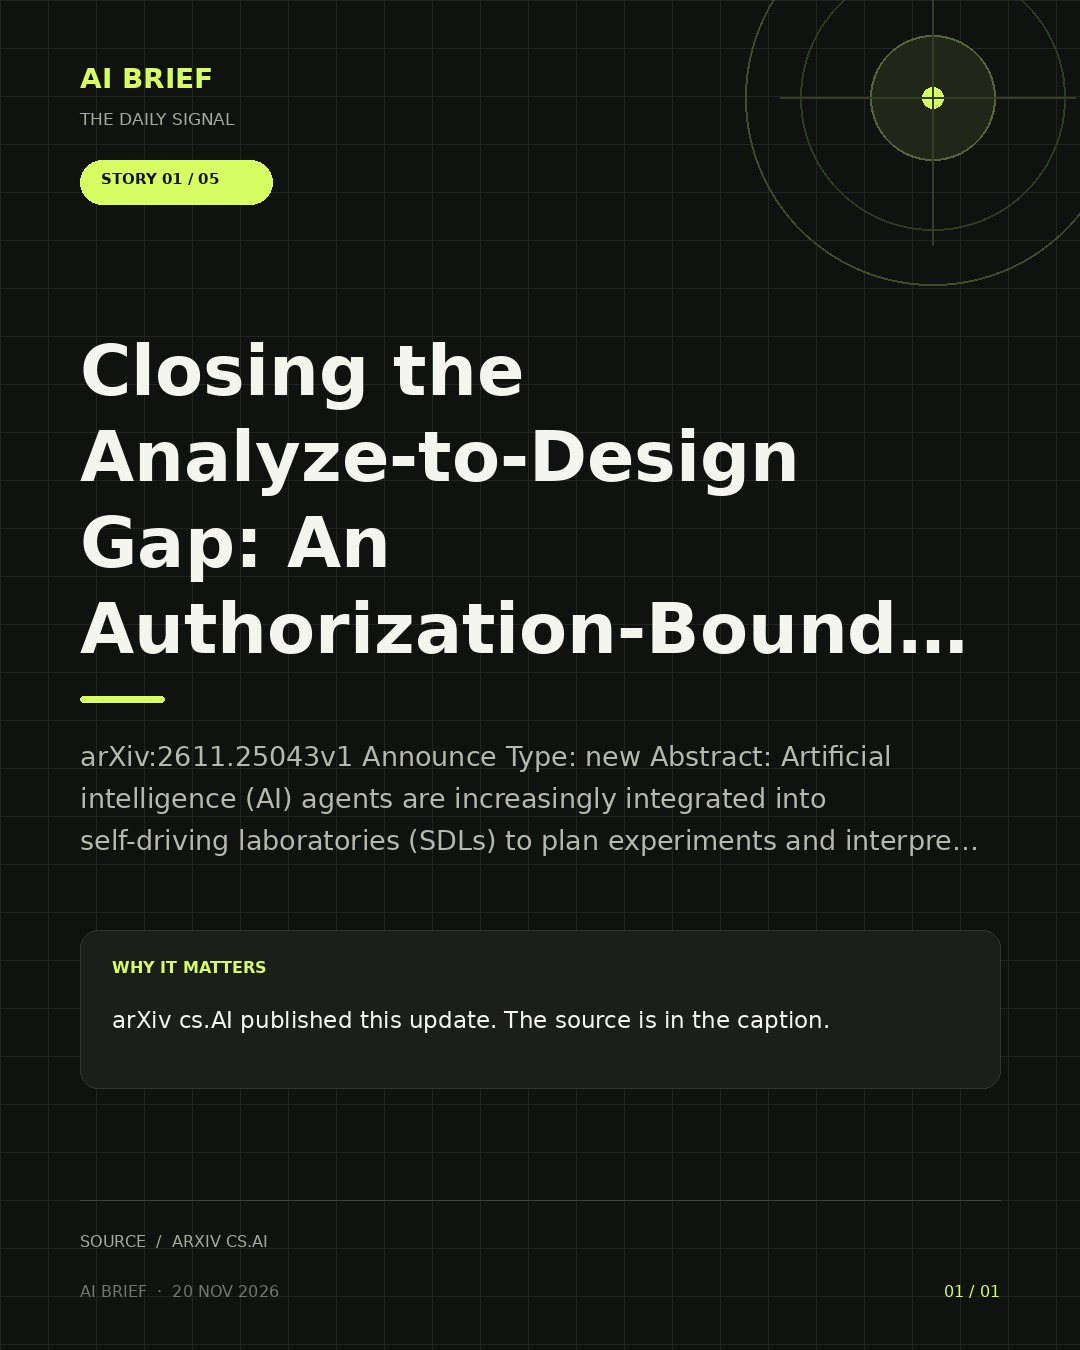 AI BRIEF
THE DAILY SIGNAL
STORY 01 / 05
Closing the
Analyze-to-Design
Gap: An
Authorization-Bound…
arXiv:2611.25043v1 Announce Type: new Abstract: Artificial
intelligence (AI) agents are increasingly integrated into
self-driving laboratories (SDLs) to plan experiments and interpre…
WHY IT MATTERS
arXiv cs.AI published this update. The source is in the caption.
SOURCE / ARXIV CS.AI
AI BRIEF · 20 NOV 2026
01 / 01